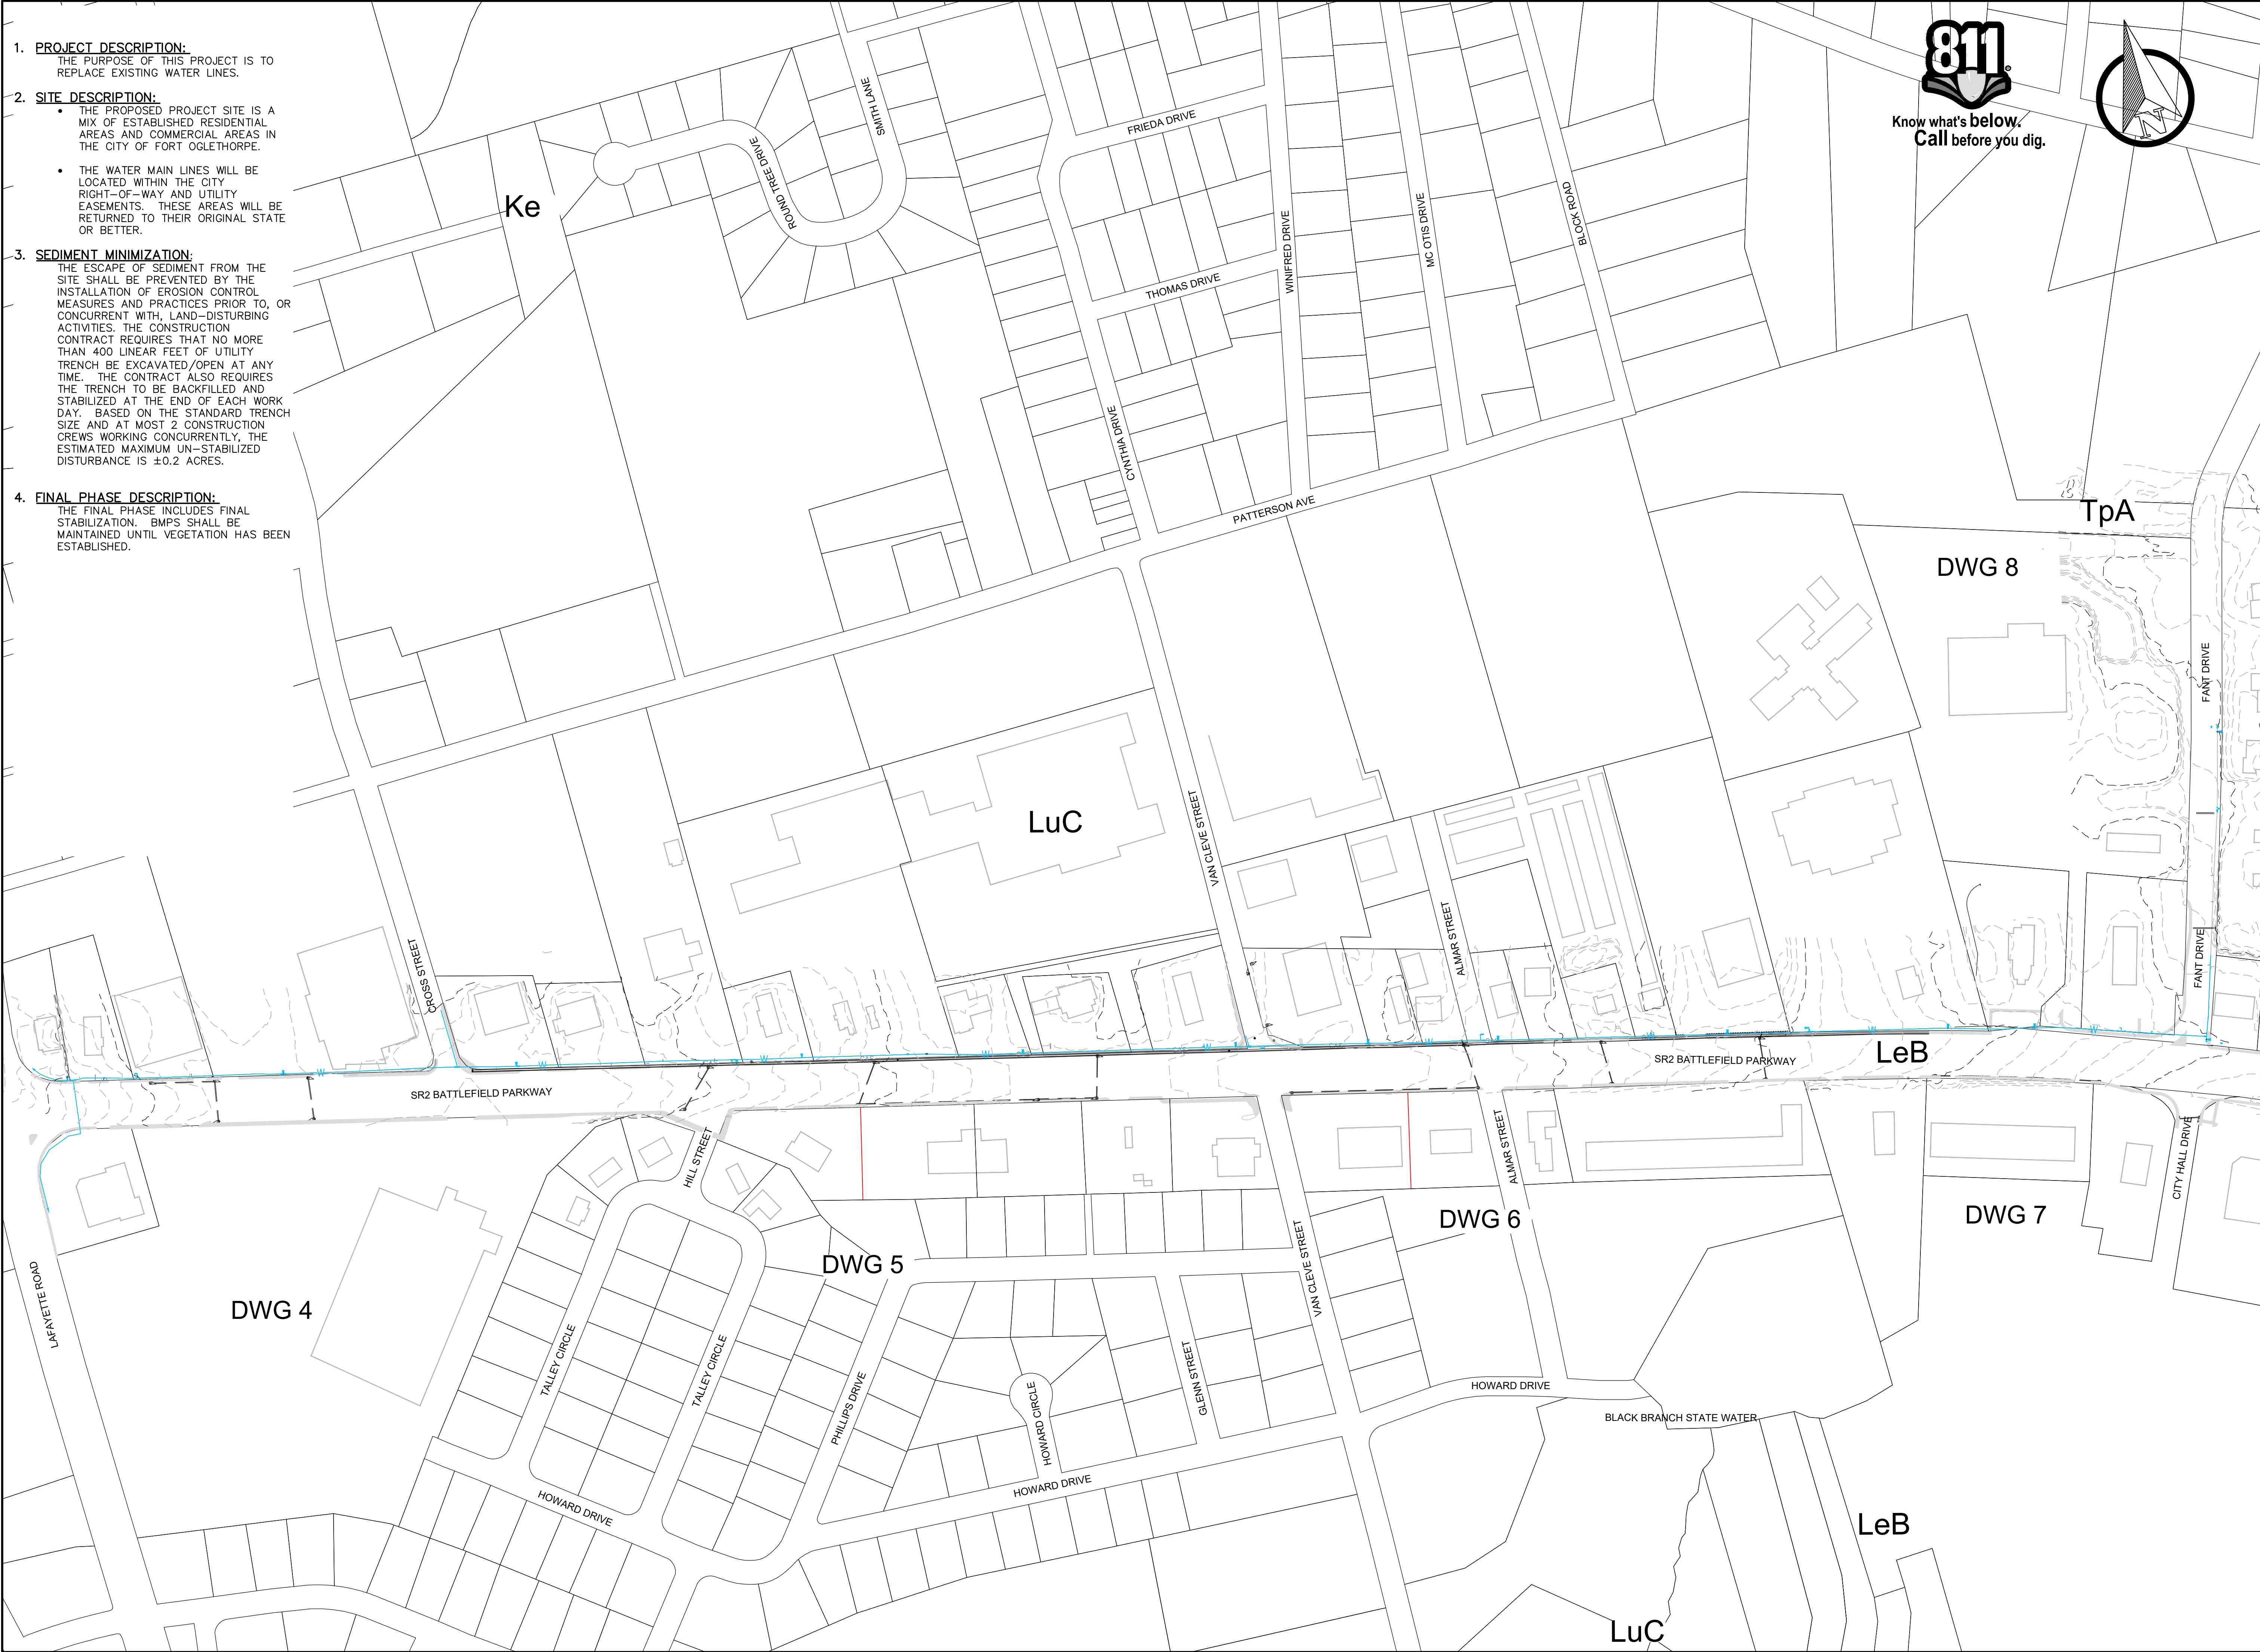 1. PROJECT DESCRIPTION:
THE PURPOSE OF THIS PROJECT IS TO
REPLACE EXISTING WATER LINES.
2. SITE DESCRIPTION:
• THE PROPOSED PROJECT SITE IS A
MIX OF ESTABLISHED RESIDENTIAL
AREAS AND COMMERCIAL AREAS IN
THE CITY OF FORT OGLETHORPE.
• THE WATER MAIN LINES WILL BE
LOCATED WITHIN THE CITY
RIGHT-OF-WAY AND UTILITY
EASEMENTS. THESE AREAS WILL BE
RETURNED TO THEIR ORIGINAL STATE
OR BETTER.
3. SEDIMENT MINIMIZATION:
THE ESCAPE OF SEDIMENT FROM THE
SITE SHALL BE PREVENTED BY THE
INSTALLATION OF EROSION CONTROL
MEASURES AND PRACTICES PRIOR TO, OR
CONCURRENT WITH, LAND-DISTURBING
ACTIVITIES. THE CONSTRUCTION
CONTRACT REQUIRES THAT NO MORE
THAN 400 LINEAR FEET OF UTILITY
TRENCH BE EXCAVATED/OPEN AT ANY
TIME. THE CONTRACT ALSO REQUIRES
THE TRENCH TO BE BACKFILLED AND
STABILIZED AT THE END OF EACH WORK
DAY. BASED ON THE STANDARD TRENCH
SIZE AND AT MOST 2 CONSTRUCTION
CREWS WORKING CONCURRENTLY, THE
ESTIMATED MAXIMUM UN-STABILIZED
DISTURBANCE IS ±0.2 ACRES.
4. FINAL PHASE DESCRIPTION:
THE FINAL PHASE INCLUDES FINAL
STABILIZATION. BMPS SHALL BE
MAINTAINED UNTIL VEGETATION HAS BEEN
ESTABLISHED.
811
Know what's below.
Call before you dig.
N
SMITH LANE
ROUND TREE DRIVE
Ke
FRIEDA DRIVE
THOMAS DRIVE
WINIFRED DRIVE
MC OTIS DRIVE
BLOCK ROAD
CYNTHIA DRIVE
PATTERSON AVE
TpA
DWG 8
FANT DRIVE
LuC
VAN CLEVE STREET
ALMAR STREET
CROSS STREET
FANT DRIVE
W
W
W
W
W
W
W
W
W
SR2 BATTLEFIELD PARKWAY
SR2 BATTLEFIELD PARKWAY
LeB
HILL STREET
ALMAR STREET
CITY HALL DRIVE
DWG 6
DWG 7
DWG 5
DWG 4
LAFAYETTE ROAD
VAN CLEVE STREET
TALLEY CIRCLE
TALLEY CIRCLE
PHILLIPS DRIVE
HOWARD CIRCLE
GLENN STREET
HOWARD DRIVE
BLACK BRANCH STATE WATER
HOWARD DRIVE
HOWARD DRIVE
LeB
LuC